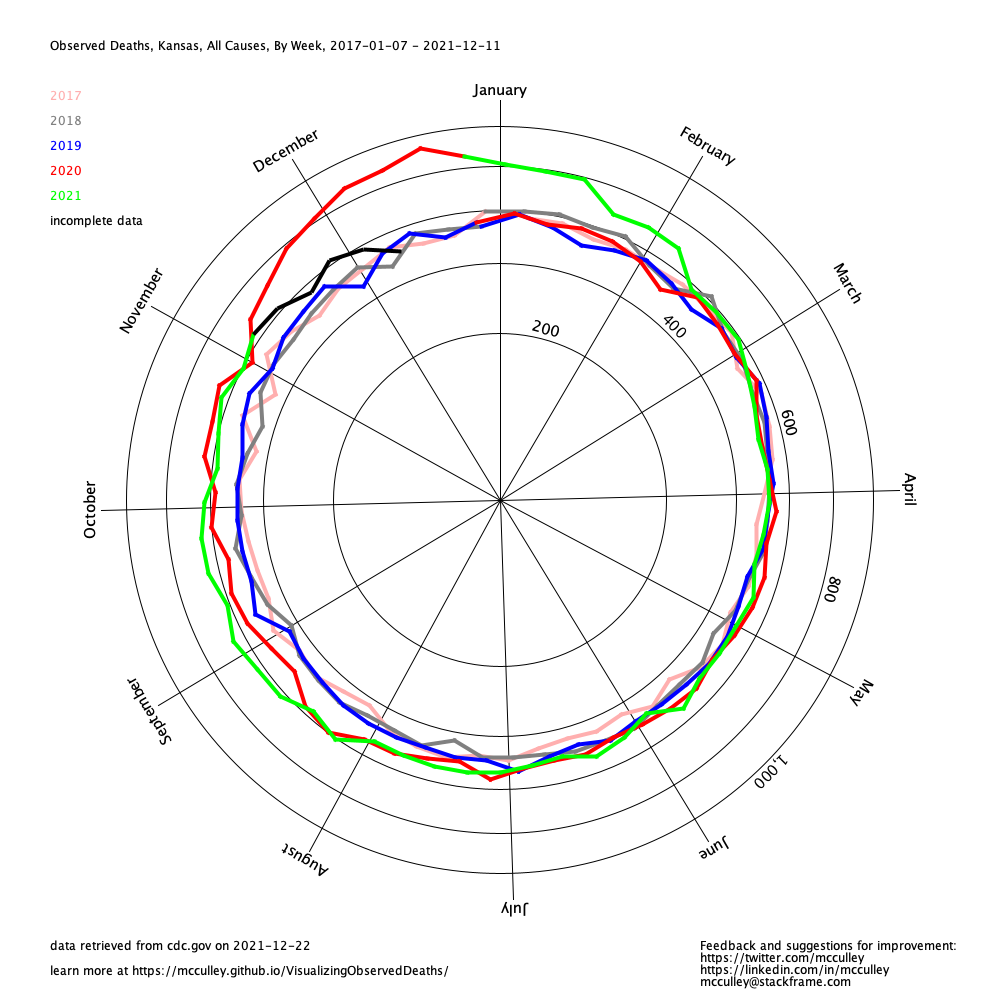 Observed Deaths, Kansas, All Causes, By Week, 2017-01-07 - 2021-12-11
2017
2018
2019
2020
2021
incomplete data
January
February
March
April
May
June
July
August
September
October
November
December
200
400
600
800
1,000
data retrieved from cdc.gov on 2021-12-22
learn more at https://mcculley.github.io/VisualizingObservedDeaths/
Feedback and suggestions for improvement:
https://twitter.com/mcculley
https://linkedin.com/in/mcculley
mcculley@stackframe.com